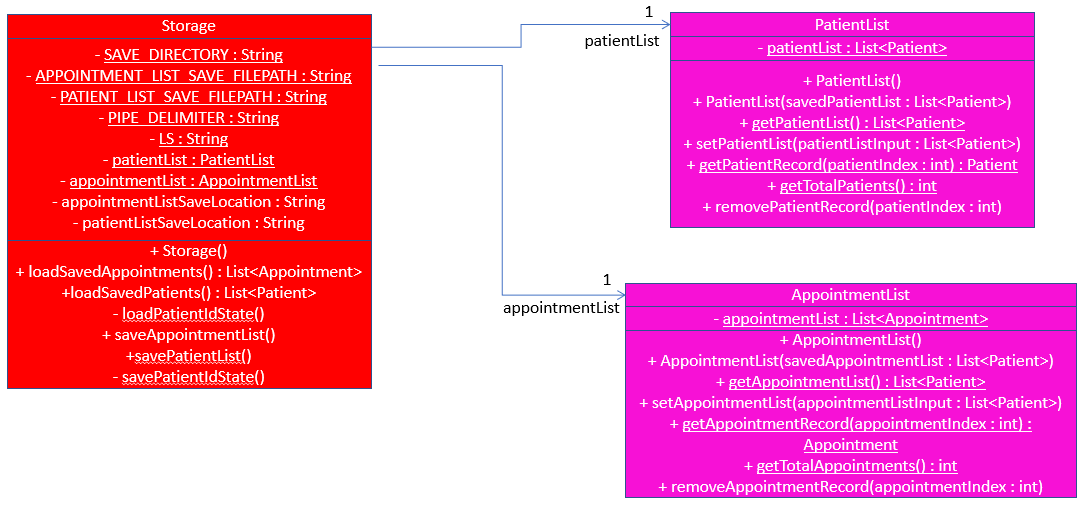 Storage
- SAVE_DIRECTORY : String
- APPOINTMENT_LIST_SAVE_FILEPATH : String
- PATIENT_LIST_SAVE_FILEPATH : String
- PIPE_DELIMITER : String
- LS : String
- patientList : PatientList
- appointmentList : AppointmentList
- appointmentListSaveLocation : String
- patientListSaveLocation : String
+ Storage()
+ loadSavedAppointments() : List<Appointment>
+loadSavedPatients() : List<Patient>
- loadPatientIdState()
+ saveAppointmentList()
+savePatientList()
- savePatientIdState()
1
patientList
PatientList
- patientList : List<Patient>
+ PatientList()
+ PatientList(savedPatientList : List<Patient>)
+ getPatientList() : List<Patient>
+ setPatientList(patientListInput : List<Patient>)
+ getPatientRecord(patientIndex : int) : Patient
+ getTotalPatients() : int
+ removePatientRecord(patientIndex : int)
1
appointmentList
AppointmentList
- appointmentList : List<Appointment>
+ AppointmentList()
+ AppointmentList(savedAppointmentList : List<Patient>)
+ getAppointmentList() : List<Patient>
+ setAppointmentList(appointmentListInput : List<Patient>)
+ getAppointmentRecord(appointmentIndex : int) :
Appointment
+ getTotalAppointments() : int
+ removeAppointmentRecord(appointmentIndex : int)